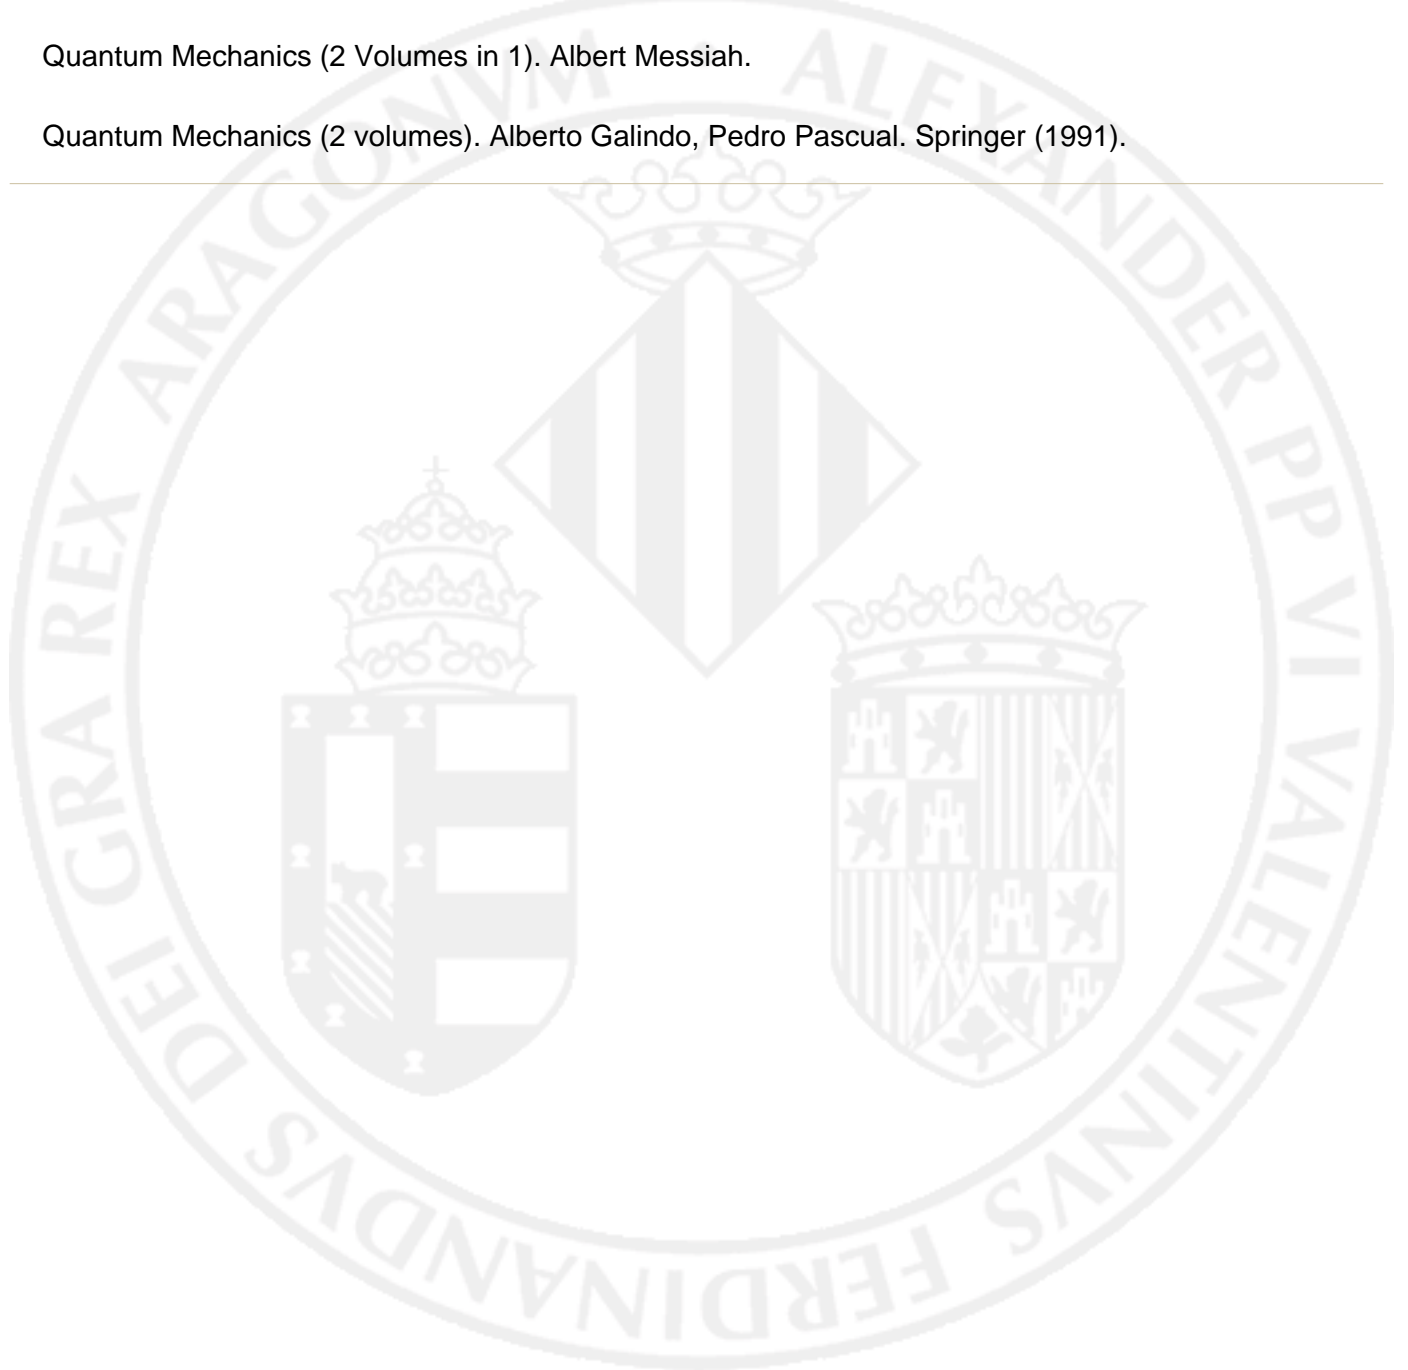 Quantum Mechanics (2 Volumes in 1). Albert Messiah.
Quantum Mechanics (2 volumes). Alberto Galindo, Pedro Pascual. Springer (1991).
ALEXANDER PP VI VALENTINVS FERDINANDVS DEI GRA REX ARAGONVM